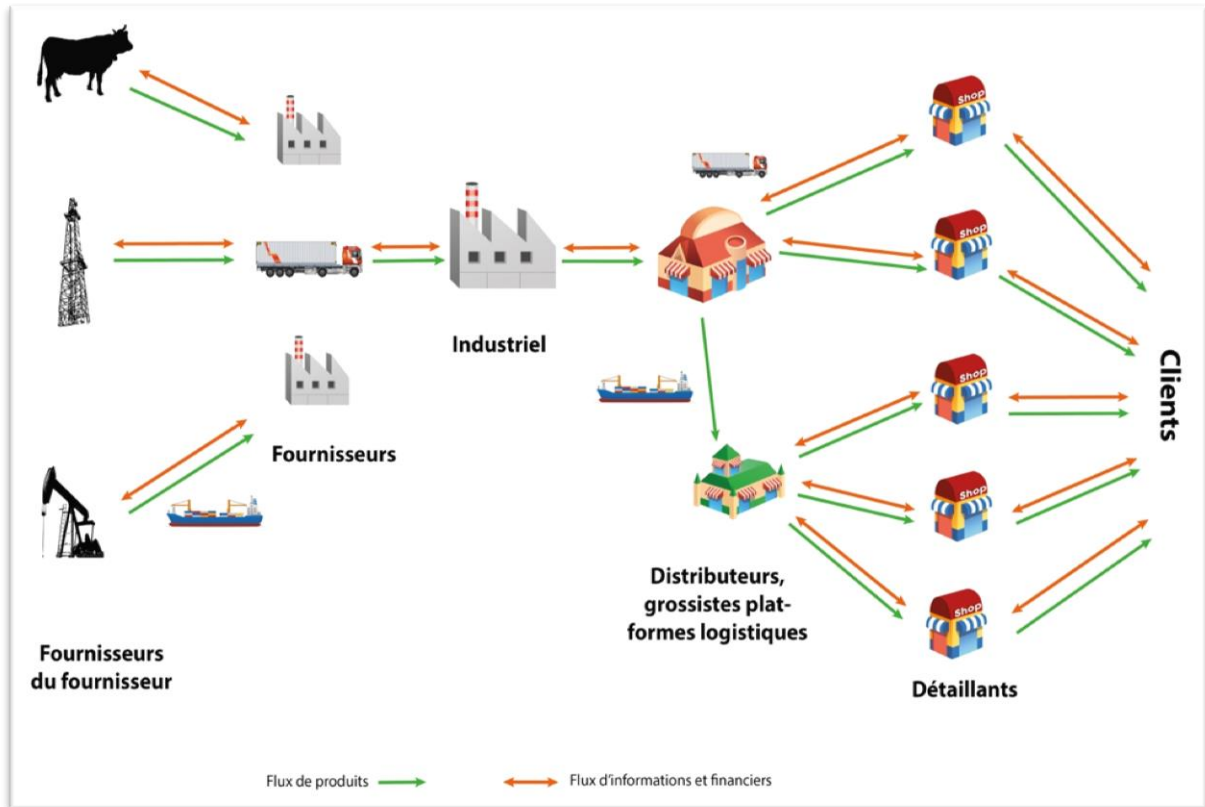 Shop
Shop
Shop
Shop
Shop
Industriel
Clients
Fournisseurs
Distributeurs,
grossistes plat-
formes logistiques
Fournisseurs
du fournisseur
Détaillants
Flux de produits
Flux d'informations et financiers